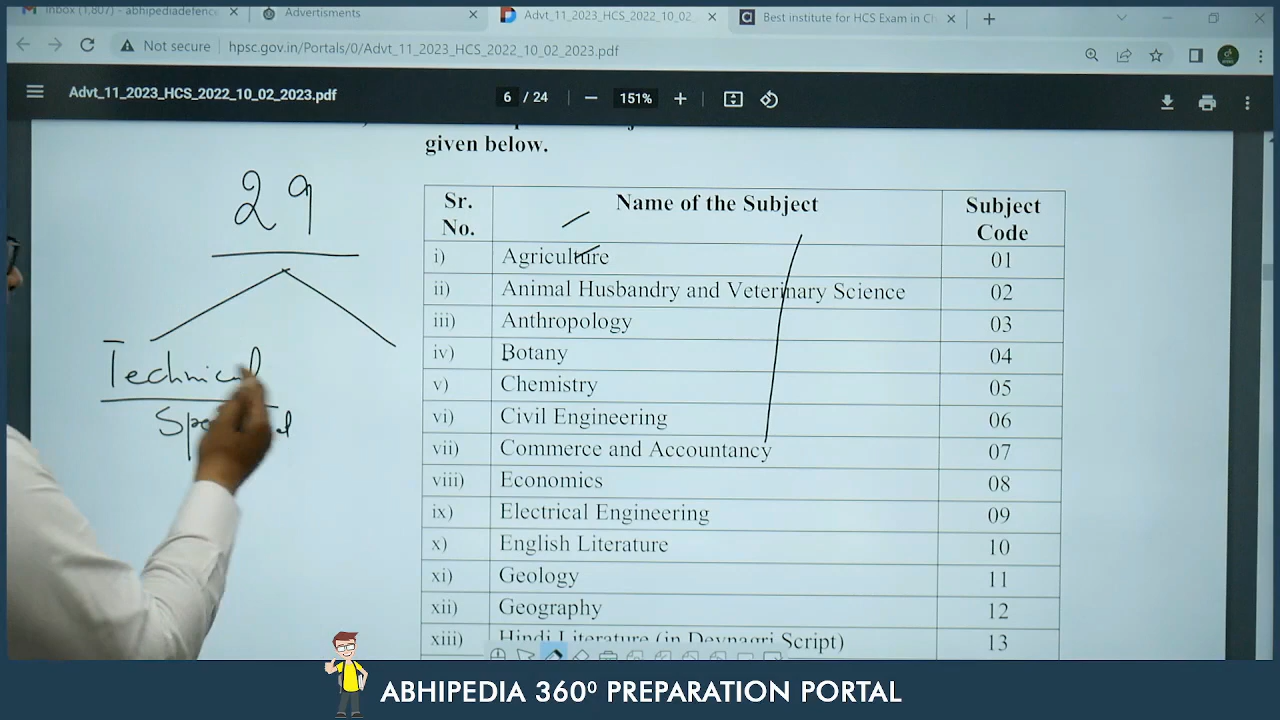 Inbox (1,807) - abhipediadefence
Advertisments
Advt_11_2023_HCS_2022_10_02_
Best institute for HCS Exam in C
Not secure
hpsc.gov.in/Portals/0/Advt_11_2023_HCS_2022_10_02_2023.pdf
Advt_11_2023_HCS_2022_10_02_2023.pdf
6 / 24
151%
given below.
29
Technical
Sr. No. Name of the Subject Subject Code
i) Agriculture 01
ii) Animal Husbandry and Veterinary Science 02
iii) Anthropology 03
iv) Botany 04
v) Chemistry 05
vi) Civil Engineering 06
vii) Commerce and Accountancy 07
viii) Economics 08
ix) Electrical Engineering 09
x) English Literature 10
xi) Geology 11
xii) Geography 12
xiii) Hindi Literature (in Devnagri Script) 13
ABHIPEDIA 360⁰ PREPARATION PORTAL